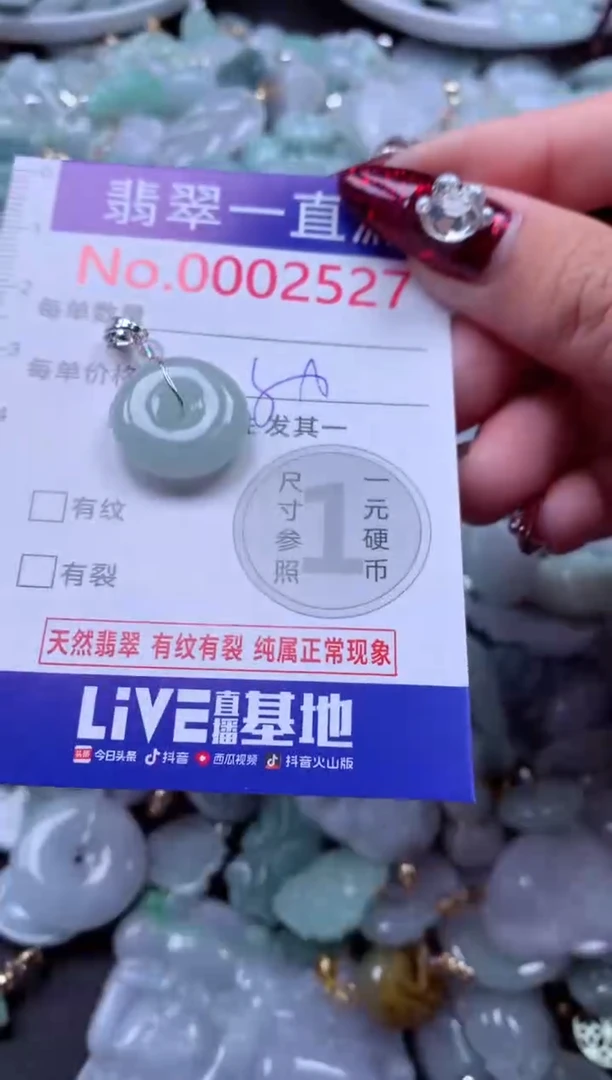 翡翠一直
No.0002527
每单数量
每单价格
发其一
有纹
有裂
尺寸参照
1
一元硬币
天然翡翠 有纹有裂 纯属正常现象
LiVE直播基地
头条 今日头条 抖音 西瓜视频 抖音火山版